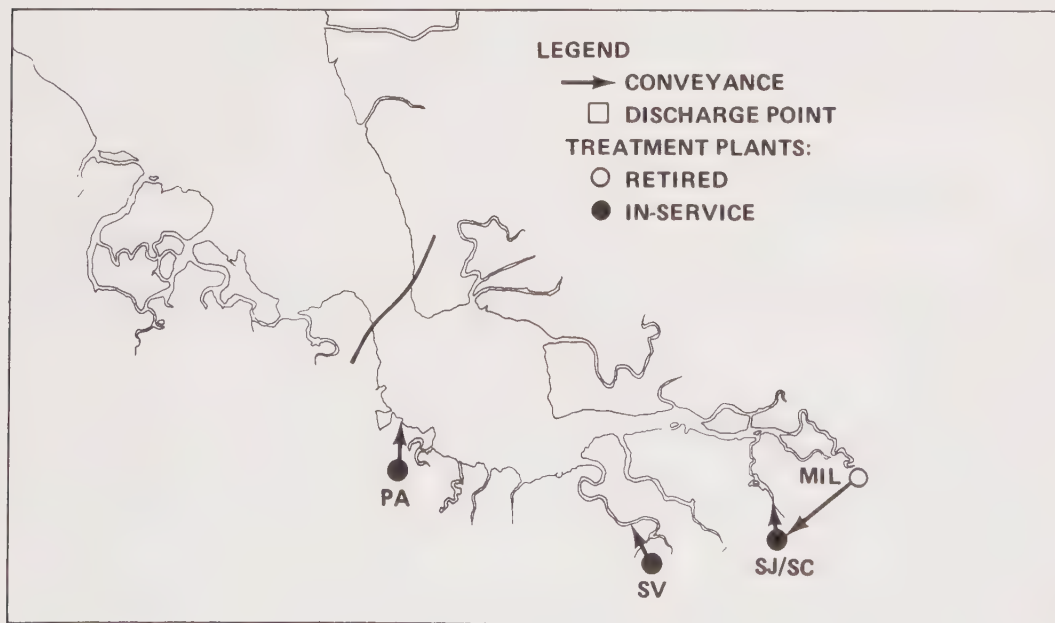 LEGEND
CONVEYANCE
DISCHARGE POINT
TREATMENT PLANTS:
RETIRED
IN-SERVICE
MIL
PA
SJ/SC
SV